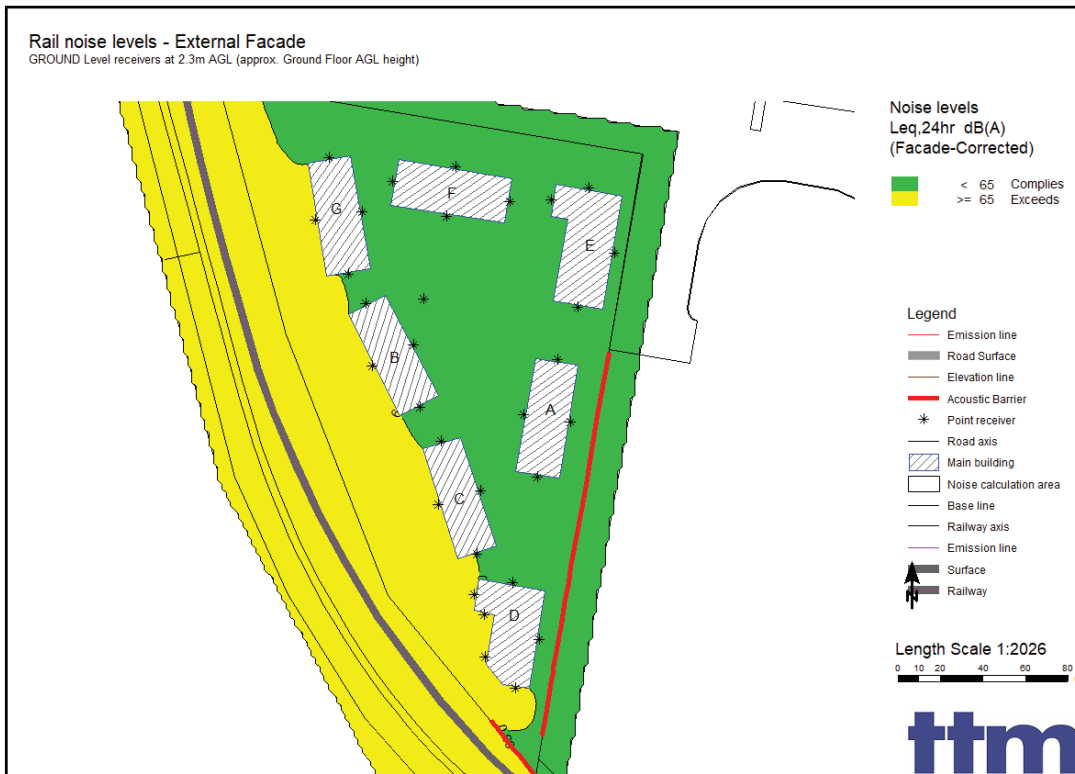 Rail noise levels - External Facade
GROUND Level receivers at 2.3m AGL (approx. Ground Floor AGL height)
Noise levels
Leq,24hr dB(A)
(Facade-Corrected)
< 65 Complies
>= 65 Exceeds
G
F
E
B
A
C
D
Legend
Emission line
Road Surface
Elevation line
Acoustic Barrier
Point receiver
Road axis
Main building
Noise calculation area
Base line
Railway axis
Emission line
Surface
Railway
N
Length Scale 1:2026
0 10 20 40 60 80
ttm